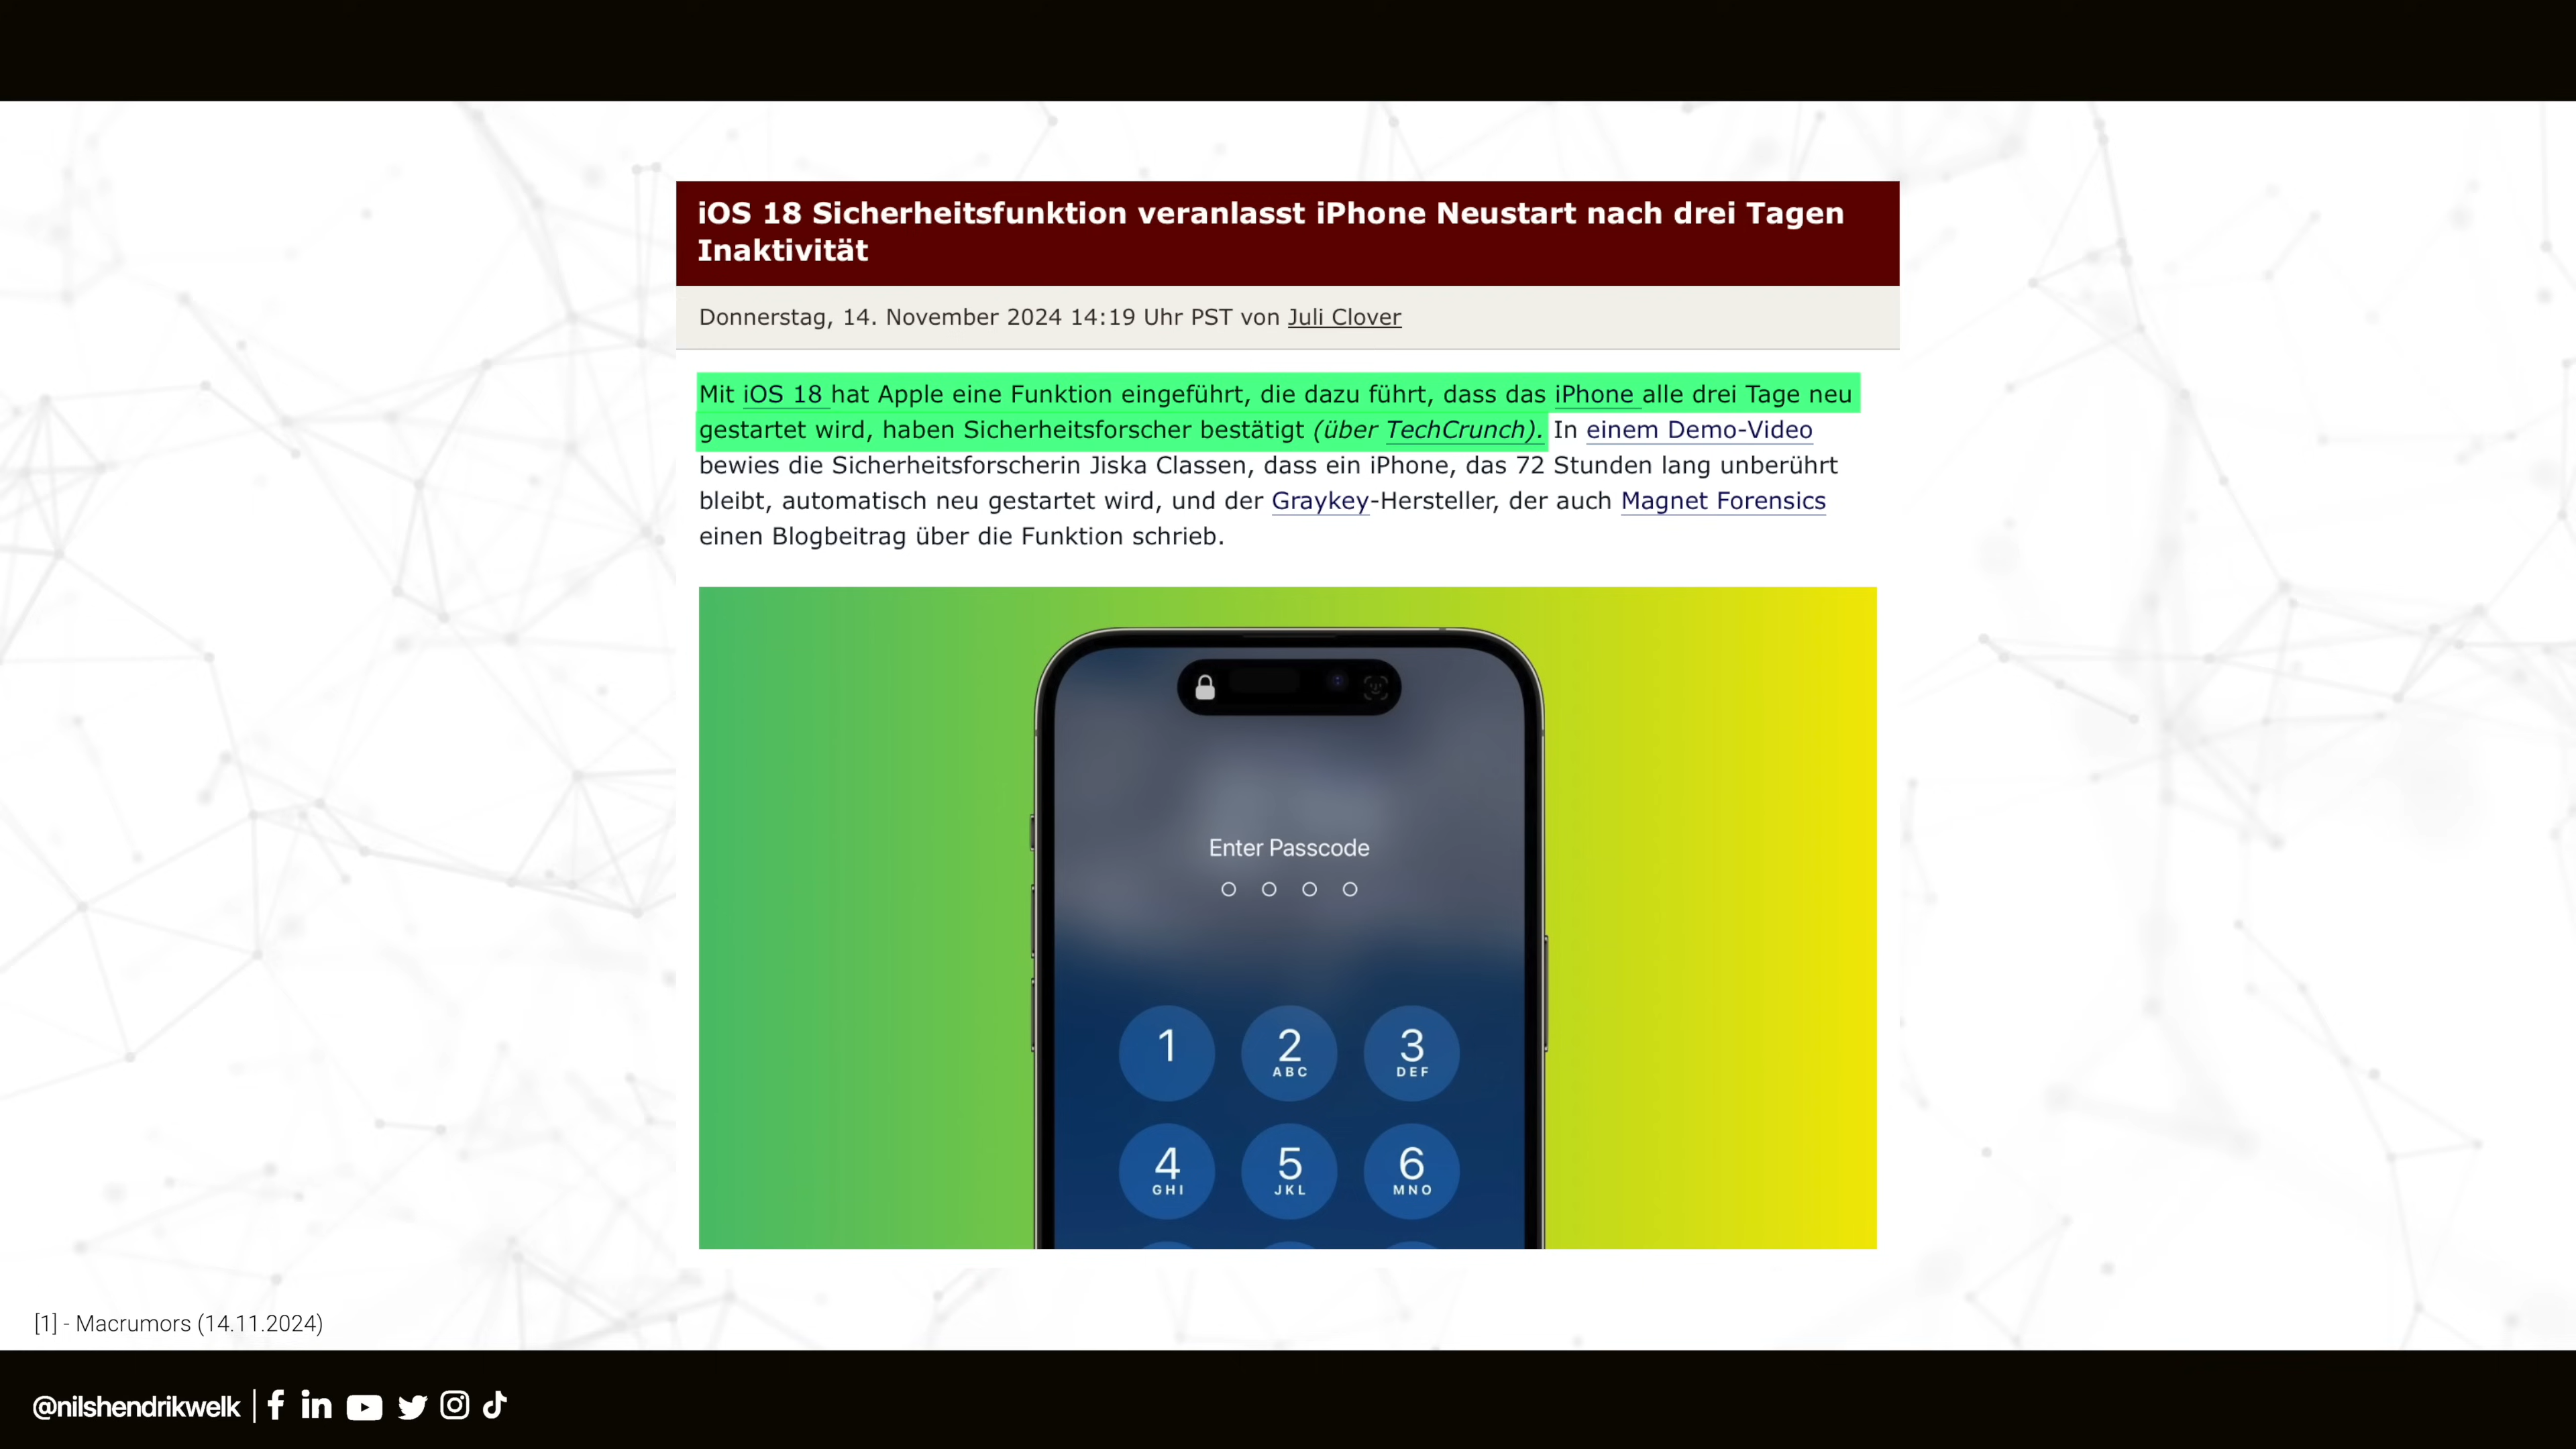 iOS 18 Sicherheitsfunktion veranlasst iPhone Neustart nach drei Tagen
Inaktivität
Donnerstag, 14. November 2024 14:19 Uhr PST von Juli Clover
Mit iOS 18 hat Apple eine Funktion eingeführt, die dazu führt, dass das iPhone alle drei Tage neu
gestartet wird, haben Sicherheitsforscher bestätigt (über TechCrunch). In einem Demo-Video
bewies die Sicherheitsforscherin Jiska Classen, dass ein iPhone, das 72 Stunden lang unberührt
bleibt, automatisch neu gestartet wird, und der Graykey-Hersteller, der auch Magnet Forensics
einen Blogbeitrag über die Funktion schrieb.
Enter Passcode
1 2 3
ABC DEF
4 5 6
GHI JKL MNO
[1] - Macrumors (14.11.2024)
@nilshendrikwelk